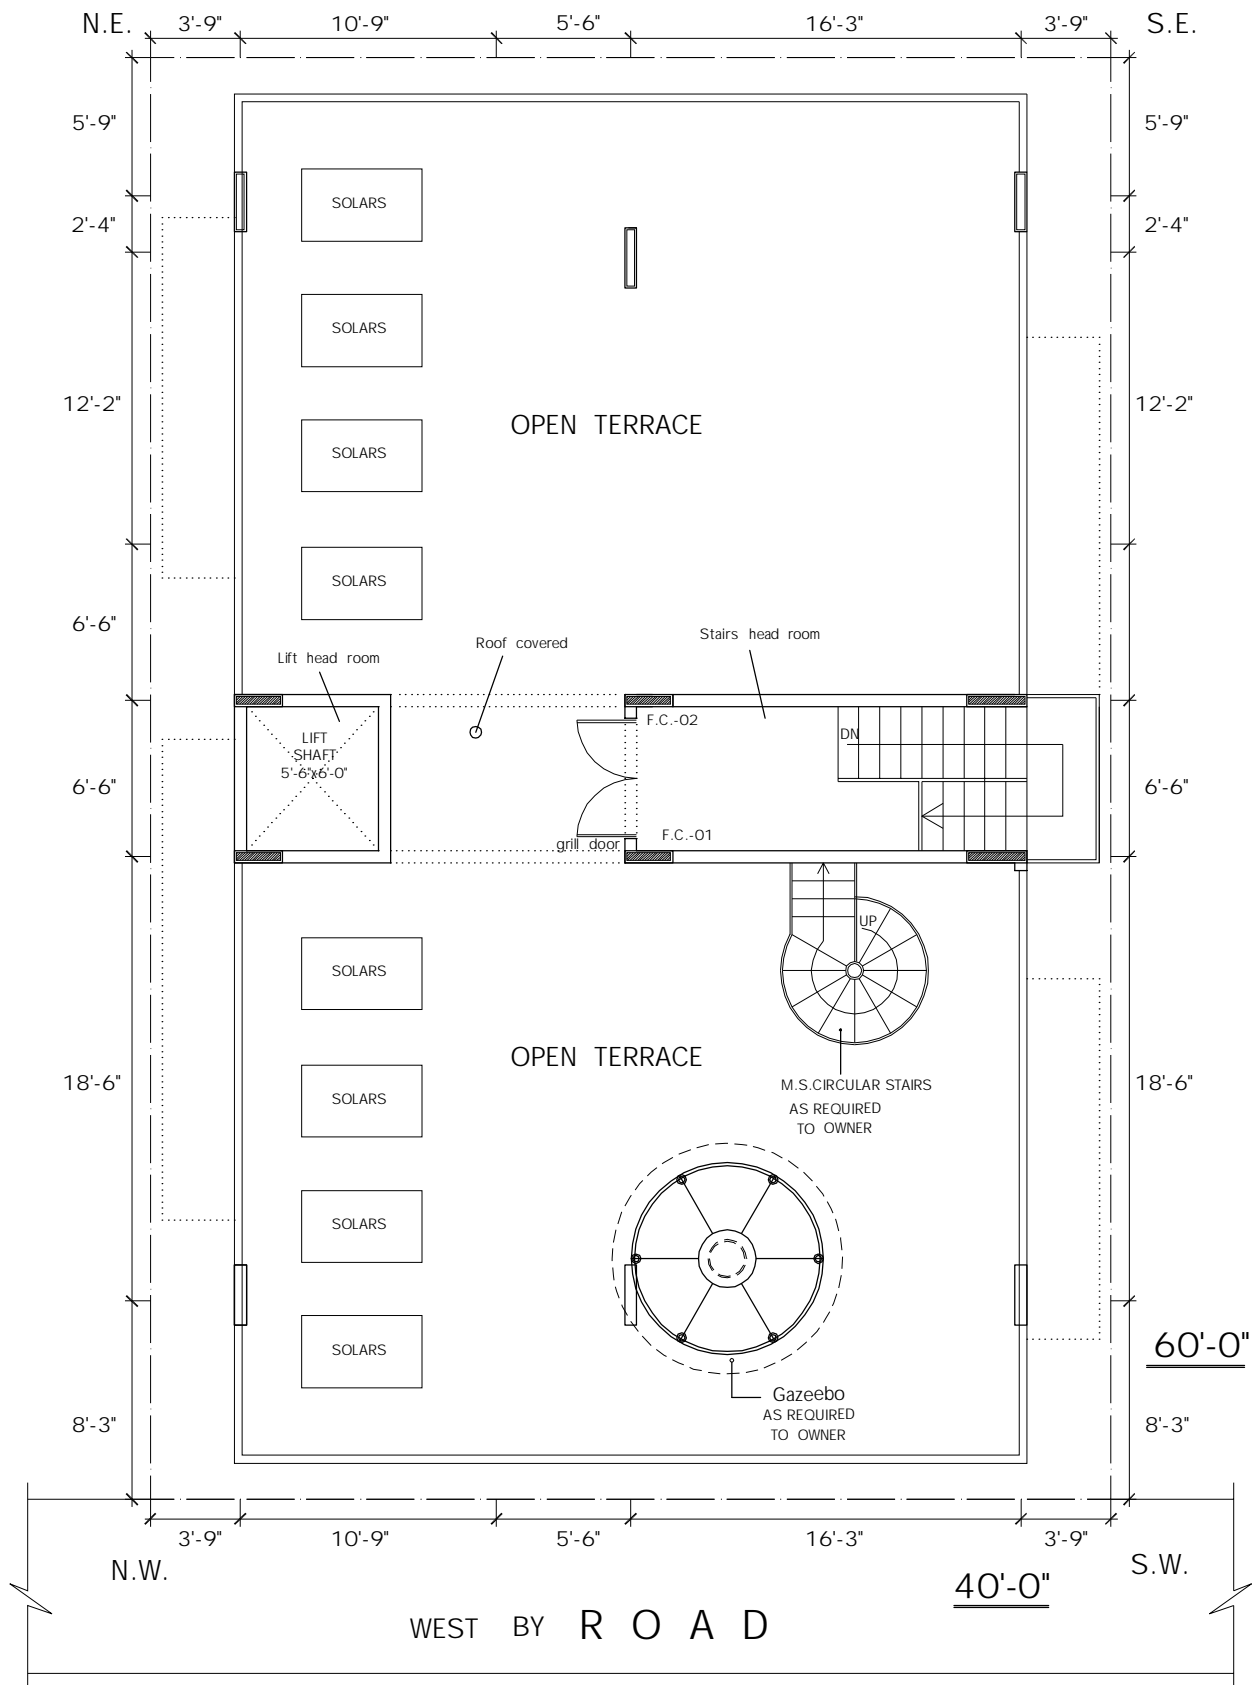 N.E. 3'-9" 10'-9" 5'-6" 16'-3" 3'-9" S.E.
5'-9" 5'-9"
SOLARS
2'-4" 2'-4"
SOLARS
12'-2" 12'-2"
OPEN TERRACE
SOLARS
SOLARS
6'-6" 6'-6"
Stairs head room
Roof covered
Lift head room
F.C.-02
LIFT
SHAFT
5'-6"x6'-0"
DN
6'-6" 6'-6"
F.C.-01
grill door
UP
SOLARS
OPEN TERRACE
18'-6" 18'-6"
M.S.CIRCULAR STAIRS
AS REQUIRED
TO OWNER
SOLARS
SOLARS
SOLARS
60'-0"
Gazeebo
AS REQUIRED
TO OWNER
8'-3" 8'-3"
3'-9" 10'-9" 5'-6" 16'-3" 3'-9"
N.W. S.W.
40'-0"
WEST BY ROAD